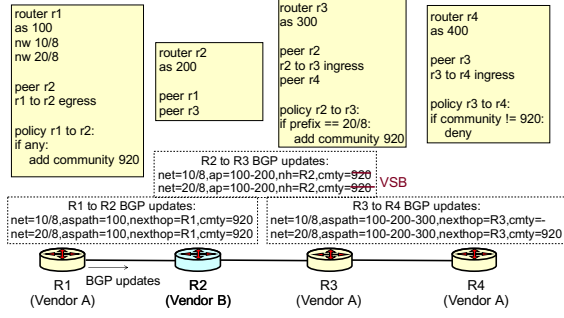 router r1
as 100
nw 10/8
nw 20/8
peer r2
r1 to r2 egress
policy r1 to r2:
if any:
add community 920
router r2
as 200
peer r1
peer r3
router r3
as 300
peer r2
r2 to r3 ingress
peer r4
policy r2 to r3:
if prefix == 20/8:
add community 920
router r4
as 400
peer r3
r3 to r4 ingress
policy r3 to r4:
if community != 920:
deny
R2 to R3 BGP updates:
net=10/8,ap=100-200,nh=R2,cmty=920
net=20/8,ap=100-200,nh=R2,cmty=920
VSB
R1 to R2 BGP updates:
net=10/8,aspath=100,nexthop=R1,cmty=920
net=20/8,aspath=100,nexthop=R1,cmty=920
R3 to R4 BGP updates:
net=10/8,aspath=100-200-300,nexthop=R3,cmty=-
net=20/8,aspath=100-200-300,nexthop=R3,cmty=920
BGP updates
R1
(Vendor A)
R2
(Vendor B)
R3
(Vendor A)
R4
(Vendor A)